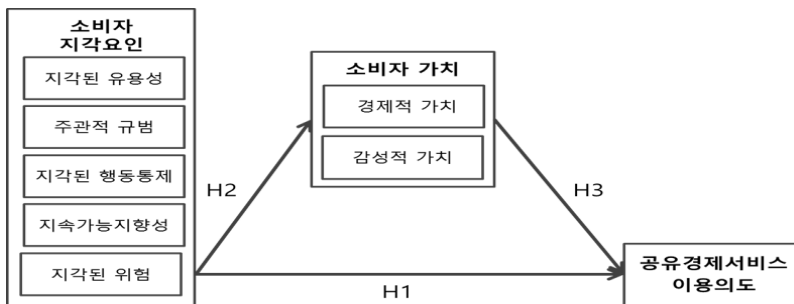 소비자
지각요인
지각된 유용성
주관적 규범
지각된 행동통제
지속가능지향성
지각된 위험
소비자 가치
경제적 가치
감성적 가치
H2
H3
H1
공유경제서비스
이용의도